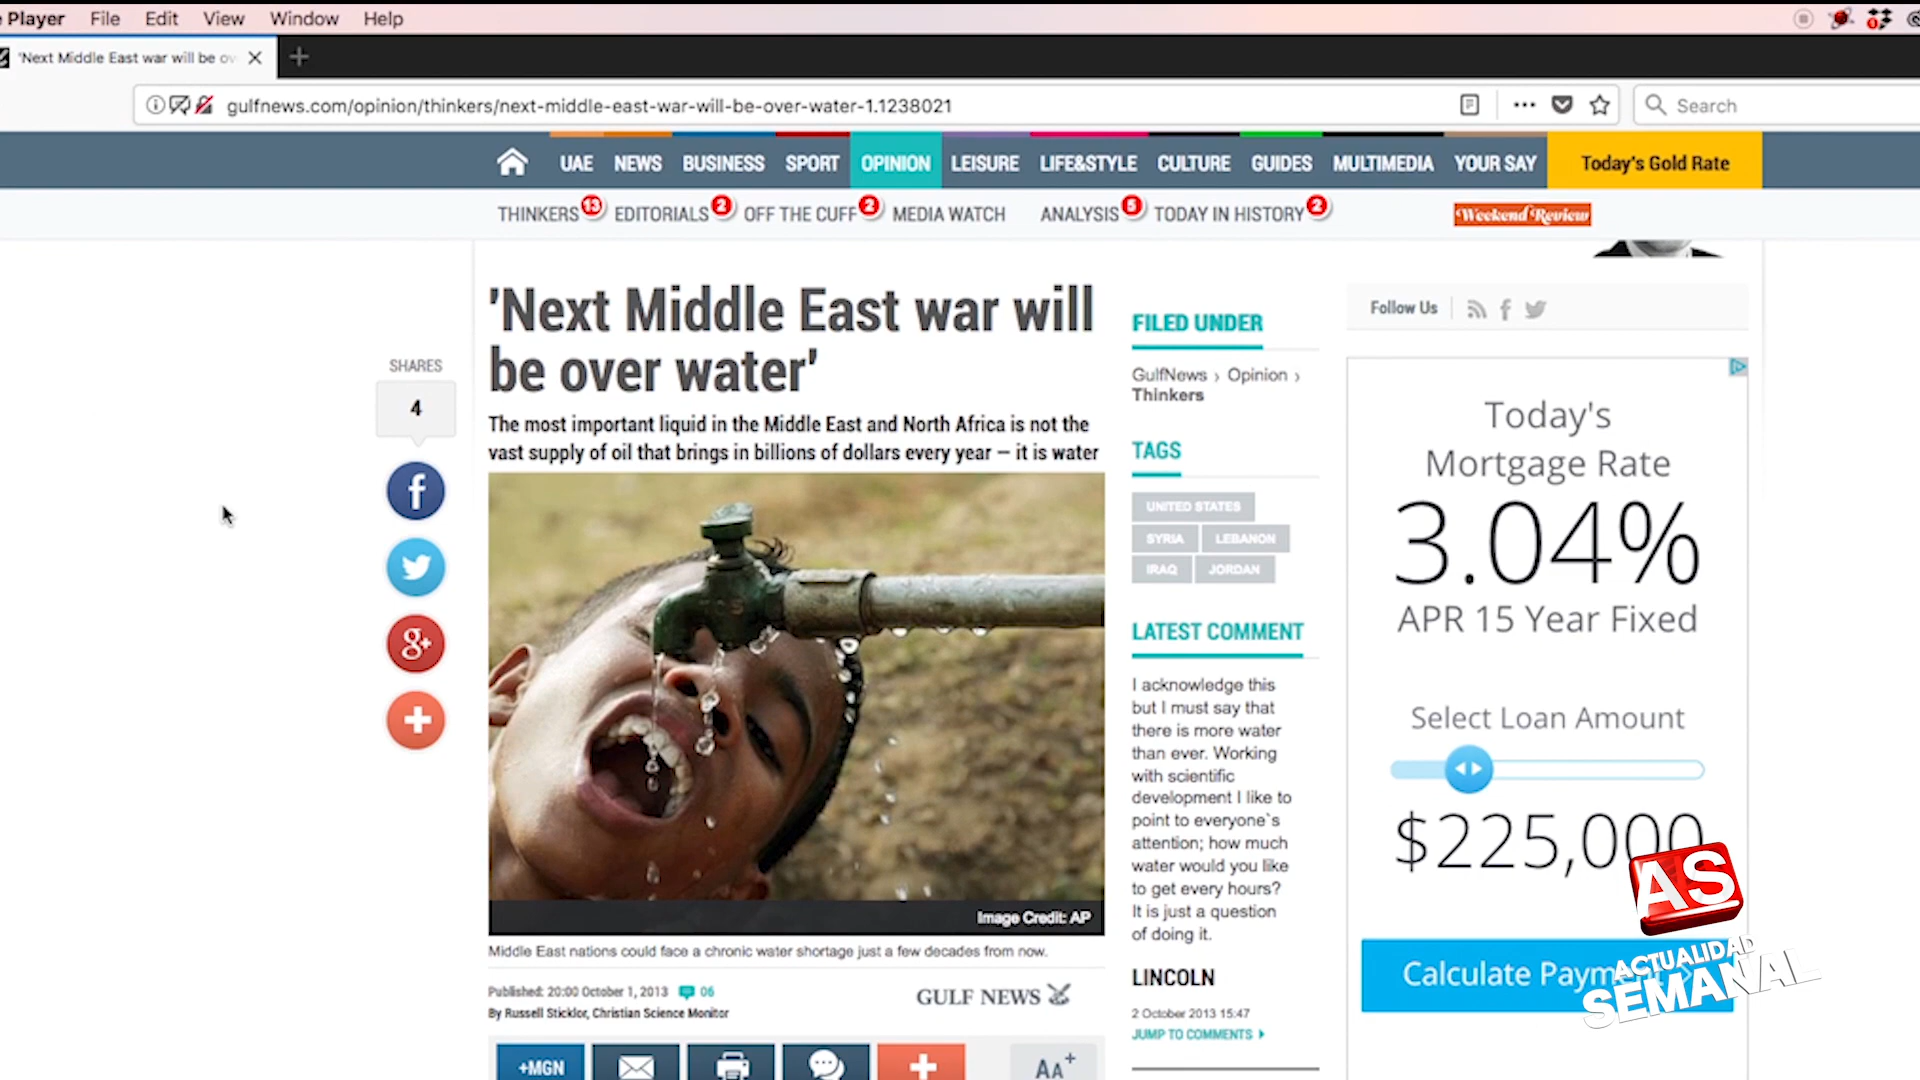 Player File Edit View Window Help
'Next Middle East war will be ov
gulfnews.com/opinion/thinkers/next-middle-east-war-will-be-over-water-1.1238021
Search
UAE NEWS BUSINESS SPORT OPINION LEISURE LIFE&STYLE CULTURE GUIDES MULTIMEDIA YOUR SAY Today's Gold Rate
THINKERS 13 EDITORIALS 2 OFF THE CUFF 2 MEDIA WATCH ANALYSIS 5 TODAY IN HISTORY 2 Weekend Review
'Next Middle East war will
be over water'
The most important liquid in the Middle East and North Africa is not the
vast supply of oil that brings in billions of dollars every year – it is water
SHARES
4
f
g+
Image Credit: AP
Middle East nations could face a chronic water shortage just a few decades from now.
Published: 20:00 October 1, 2013 06
By Russell Sticklor, Christian Science Monitor
GULF NEWS
+MGN
AA+
FILED UNDER
GulfNews › Opinion ›
Thinkers
TAGS
UNITED STATES
SYRIA LEBANON
IRAQ JORDAN
LATEST COMMENT
I acknowledge this
but I must say that
there is more water
than ever. Working
with scientific
development I like to
point to everyone`s
attention; how much
water would you like
to get every hours?
It is just a question
of doing it.
LINCOLN
2 October 2013 15:47
JUMP TO COMMENTS
Follow Us
Today's
Mortgage Rate
3.04%
APR 15 Year Fixed
Select Loan Amount
$225,000
Calculate Payment
AS
ACTUALIDAD
SEMANAL